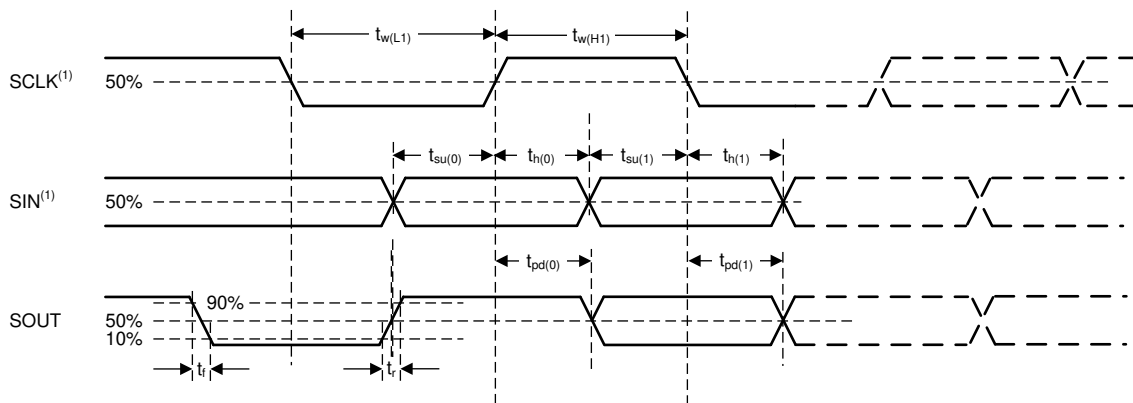 t_w(L1) t_w(H1)
SCLK(1) 50%
t_su(0) t_h(0) t_su(1) t_h(1)
SIN(1) 50%
t_pd(0) t_pd(1)
90%
SOUT 50%
10%
t_f t_r